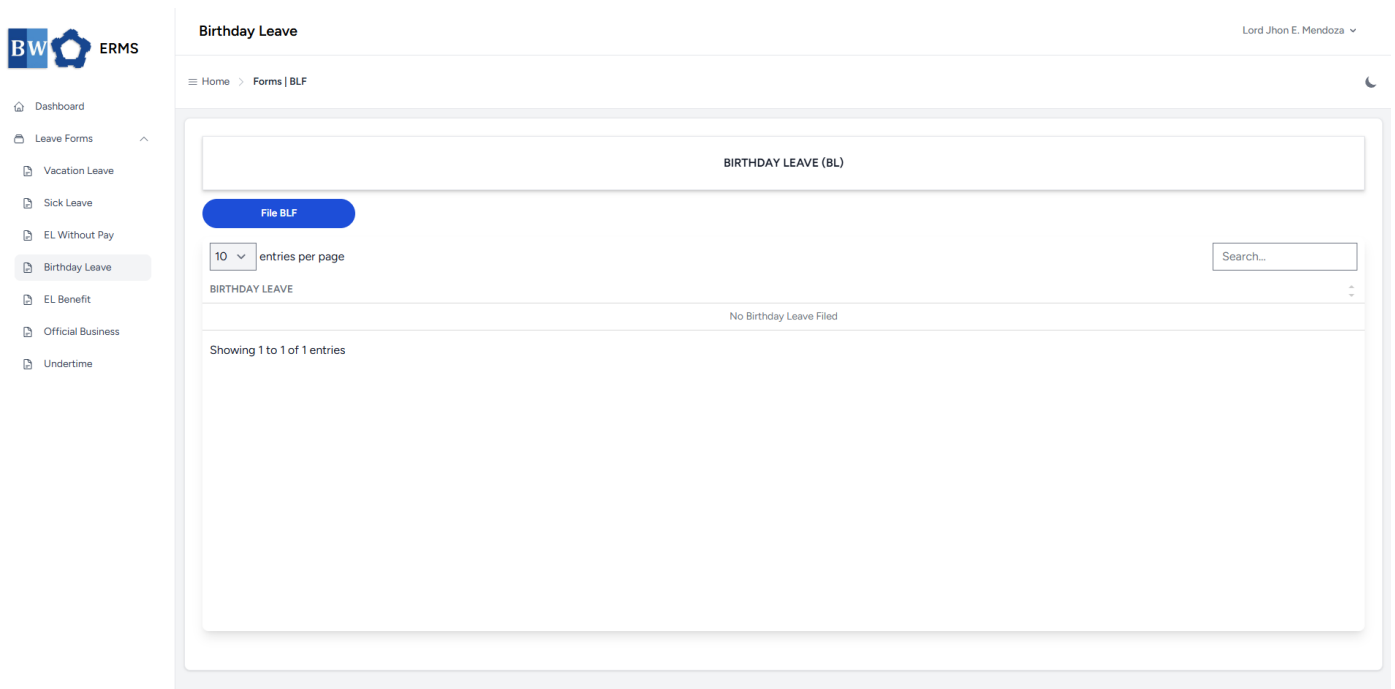 BW ERMS
Birthday Leave
Lord Jhon E. Mendoza
Home > Forms | BLF
Dashboard
Leave Forms
Vacation Leave
Sick Leave
EL Without Pay
Birthday Leave
EL Benefit
Official Business
Undertime
BIRTHDAY LEAVE (BL)
File BLF
10 entries per page
Search...
BIRTHDAY LEAVE
No Birthday Leave Filed
Showing 1 to 1 of 1 entries